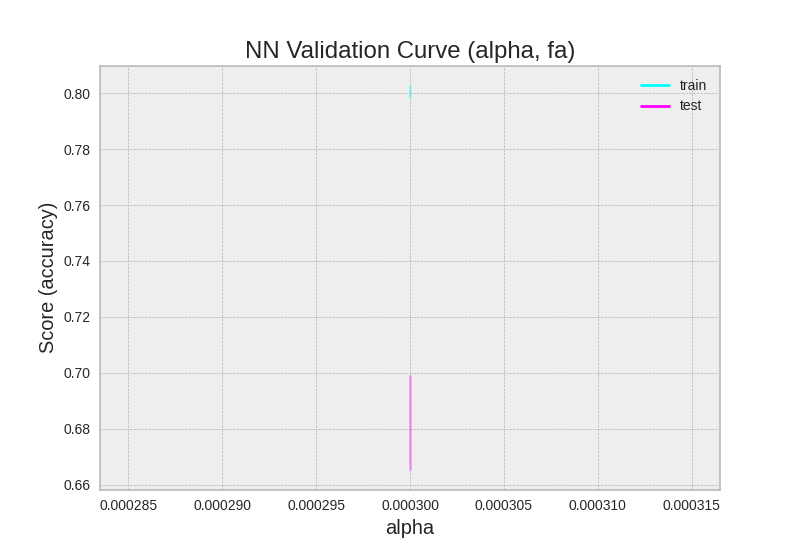 NN Validation Curve (alpha, fa)
train
test
0.80
0.78
0.76
0.74
0.72
0.70
0.68
0.66
Score (accuracy)
0.000285 0.000290 0.000295 0.000300 0.000305 0.000310 0.000315
alpha